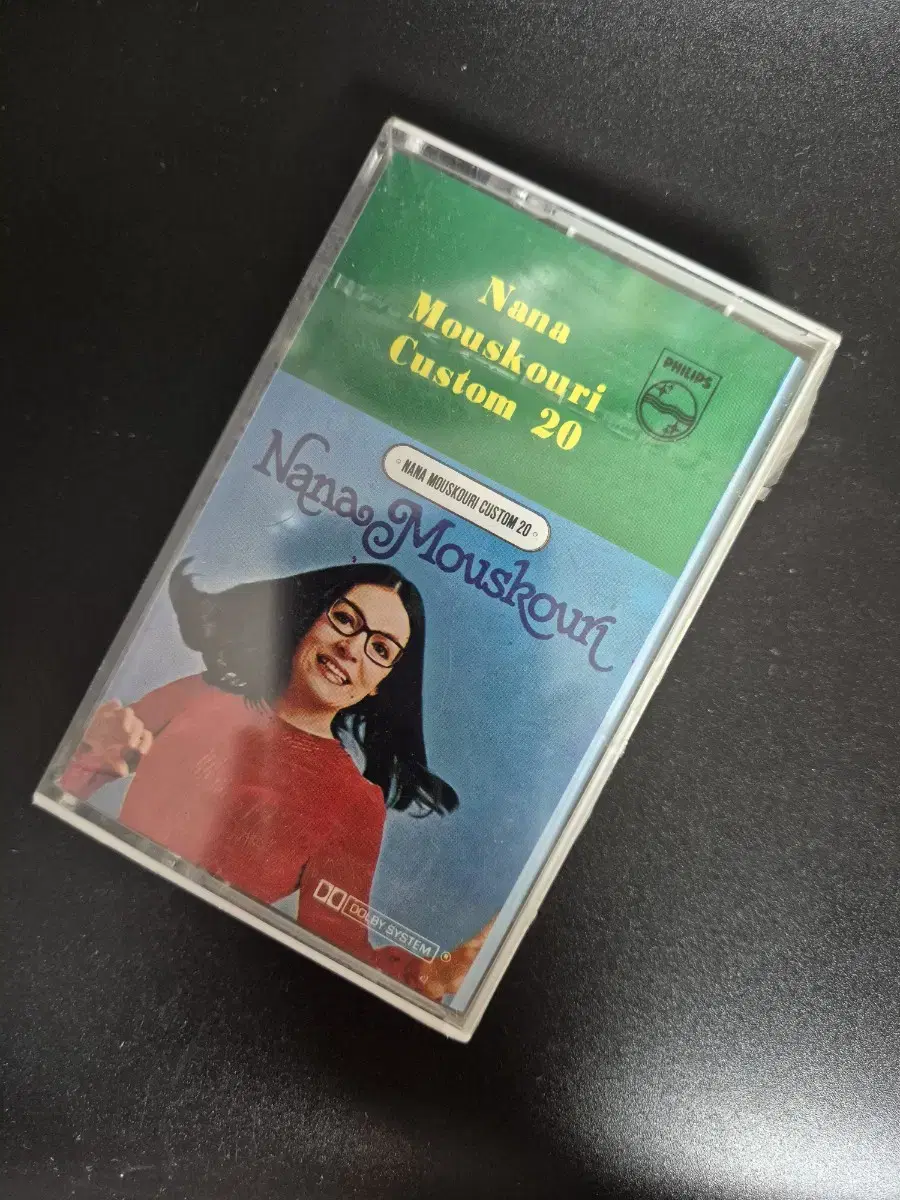 Nana
Mouskouri
Custom 20
PHILIPS
NANA MOUSKOURI CUSTOM 20
Nana Mouskouri
DOLBY SYSTEM